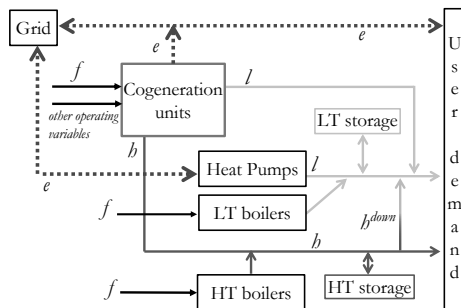 Grid
e
e
f
Cogeneration
units
other operating
variables
l
h
LT storage
e
Heat Pumps
l
f
LT boilers
h^down
h
f
HT boilers
HT storage
User demand